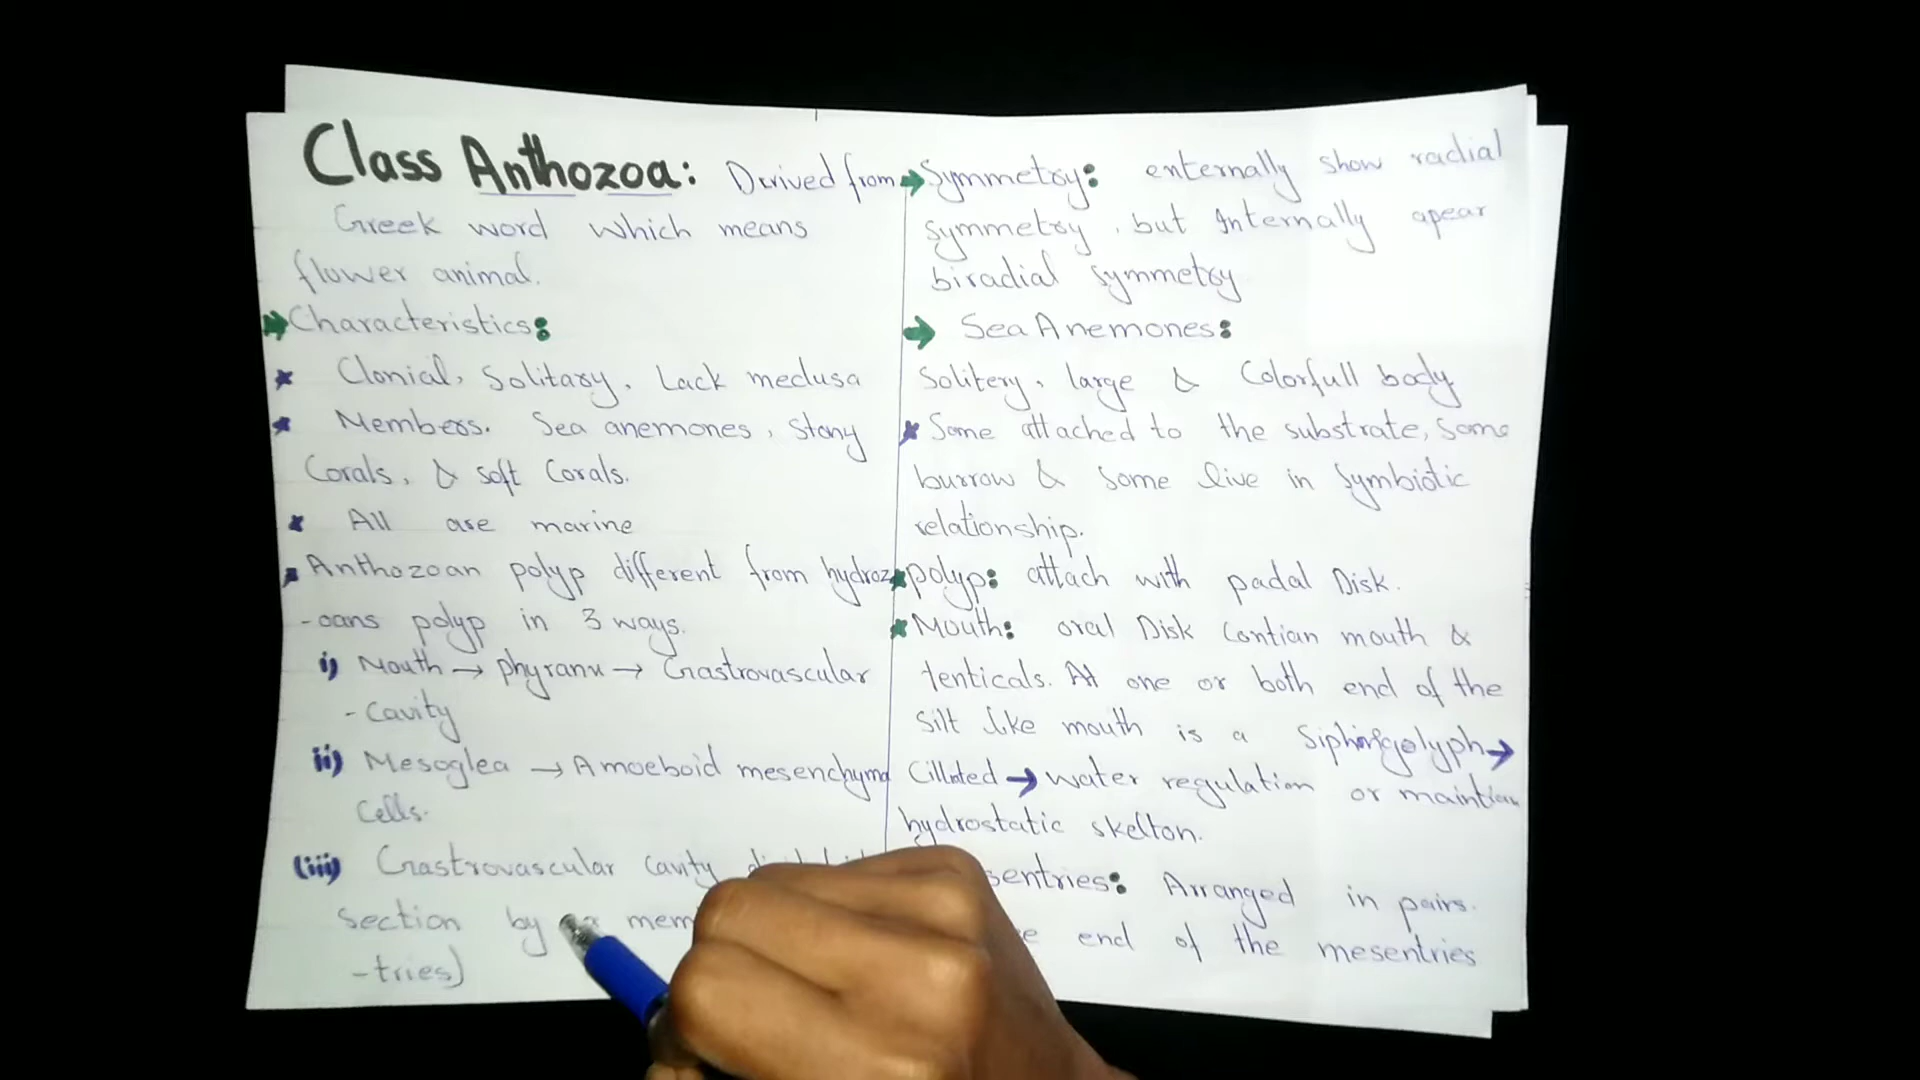 Class Anthozoa: Derived from
Greek word which means
flower animal.
Characteristics:
Clonial, Solitary, Lack medusa
Members. Sea anemones, Stony
Corals, & soft Corals.
All are marine
Anthozoan polyp different from hydroz
-oans polyp in 3 ways.
i) Mouth → phyranx → Gastrovascular
- Cavity
ii) Mesoglea → Amoeboid mesenchyma
Cells.
(iii) Gastrovascular cavity
section by
-tries)
Symmetry: enternally show radial
symmetry, but Internally apear
biradial symmetry
Sea Anemones:
Solitery, large & Colorfull body
Some attached to the substrate, Some
burrow & Some live in Symbiotic
relationship.
polyp: attach with padal Disk.
Mouth: oral Disk Contian mouth &
tenticals. At one or both end of the
Silt like mouth is a →
→ water regulation or maintian
hydrostatic skelton.
sentries: Arranged in pairs.
end of the mesentries